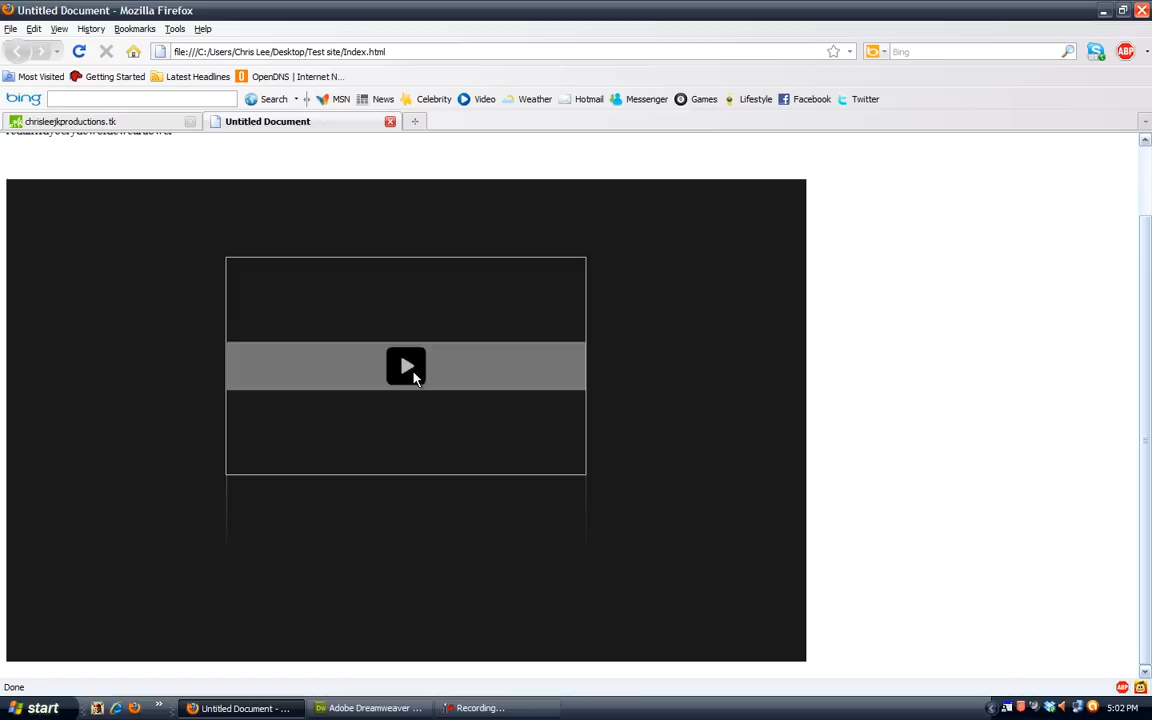 Untitled Document - Mozilla Firefox
File Edit View History Bookmarks Tools Help
file:///C:/Users/Chris Lee/Desktop/Test site/Index.html Bing
Most Visited Getting Started Latest Headlines OpenDNS | Internet N...
bing Search MSN News Celebrity Video Weather Hotmail Messenger Games Lifestyle Facebook Twitter
chrisleejkproductions.tk Untitled Document
Done
start Untitled Document - ... Adobe Dreamweaver ... Recording... 5:02 PM